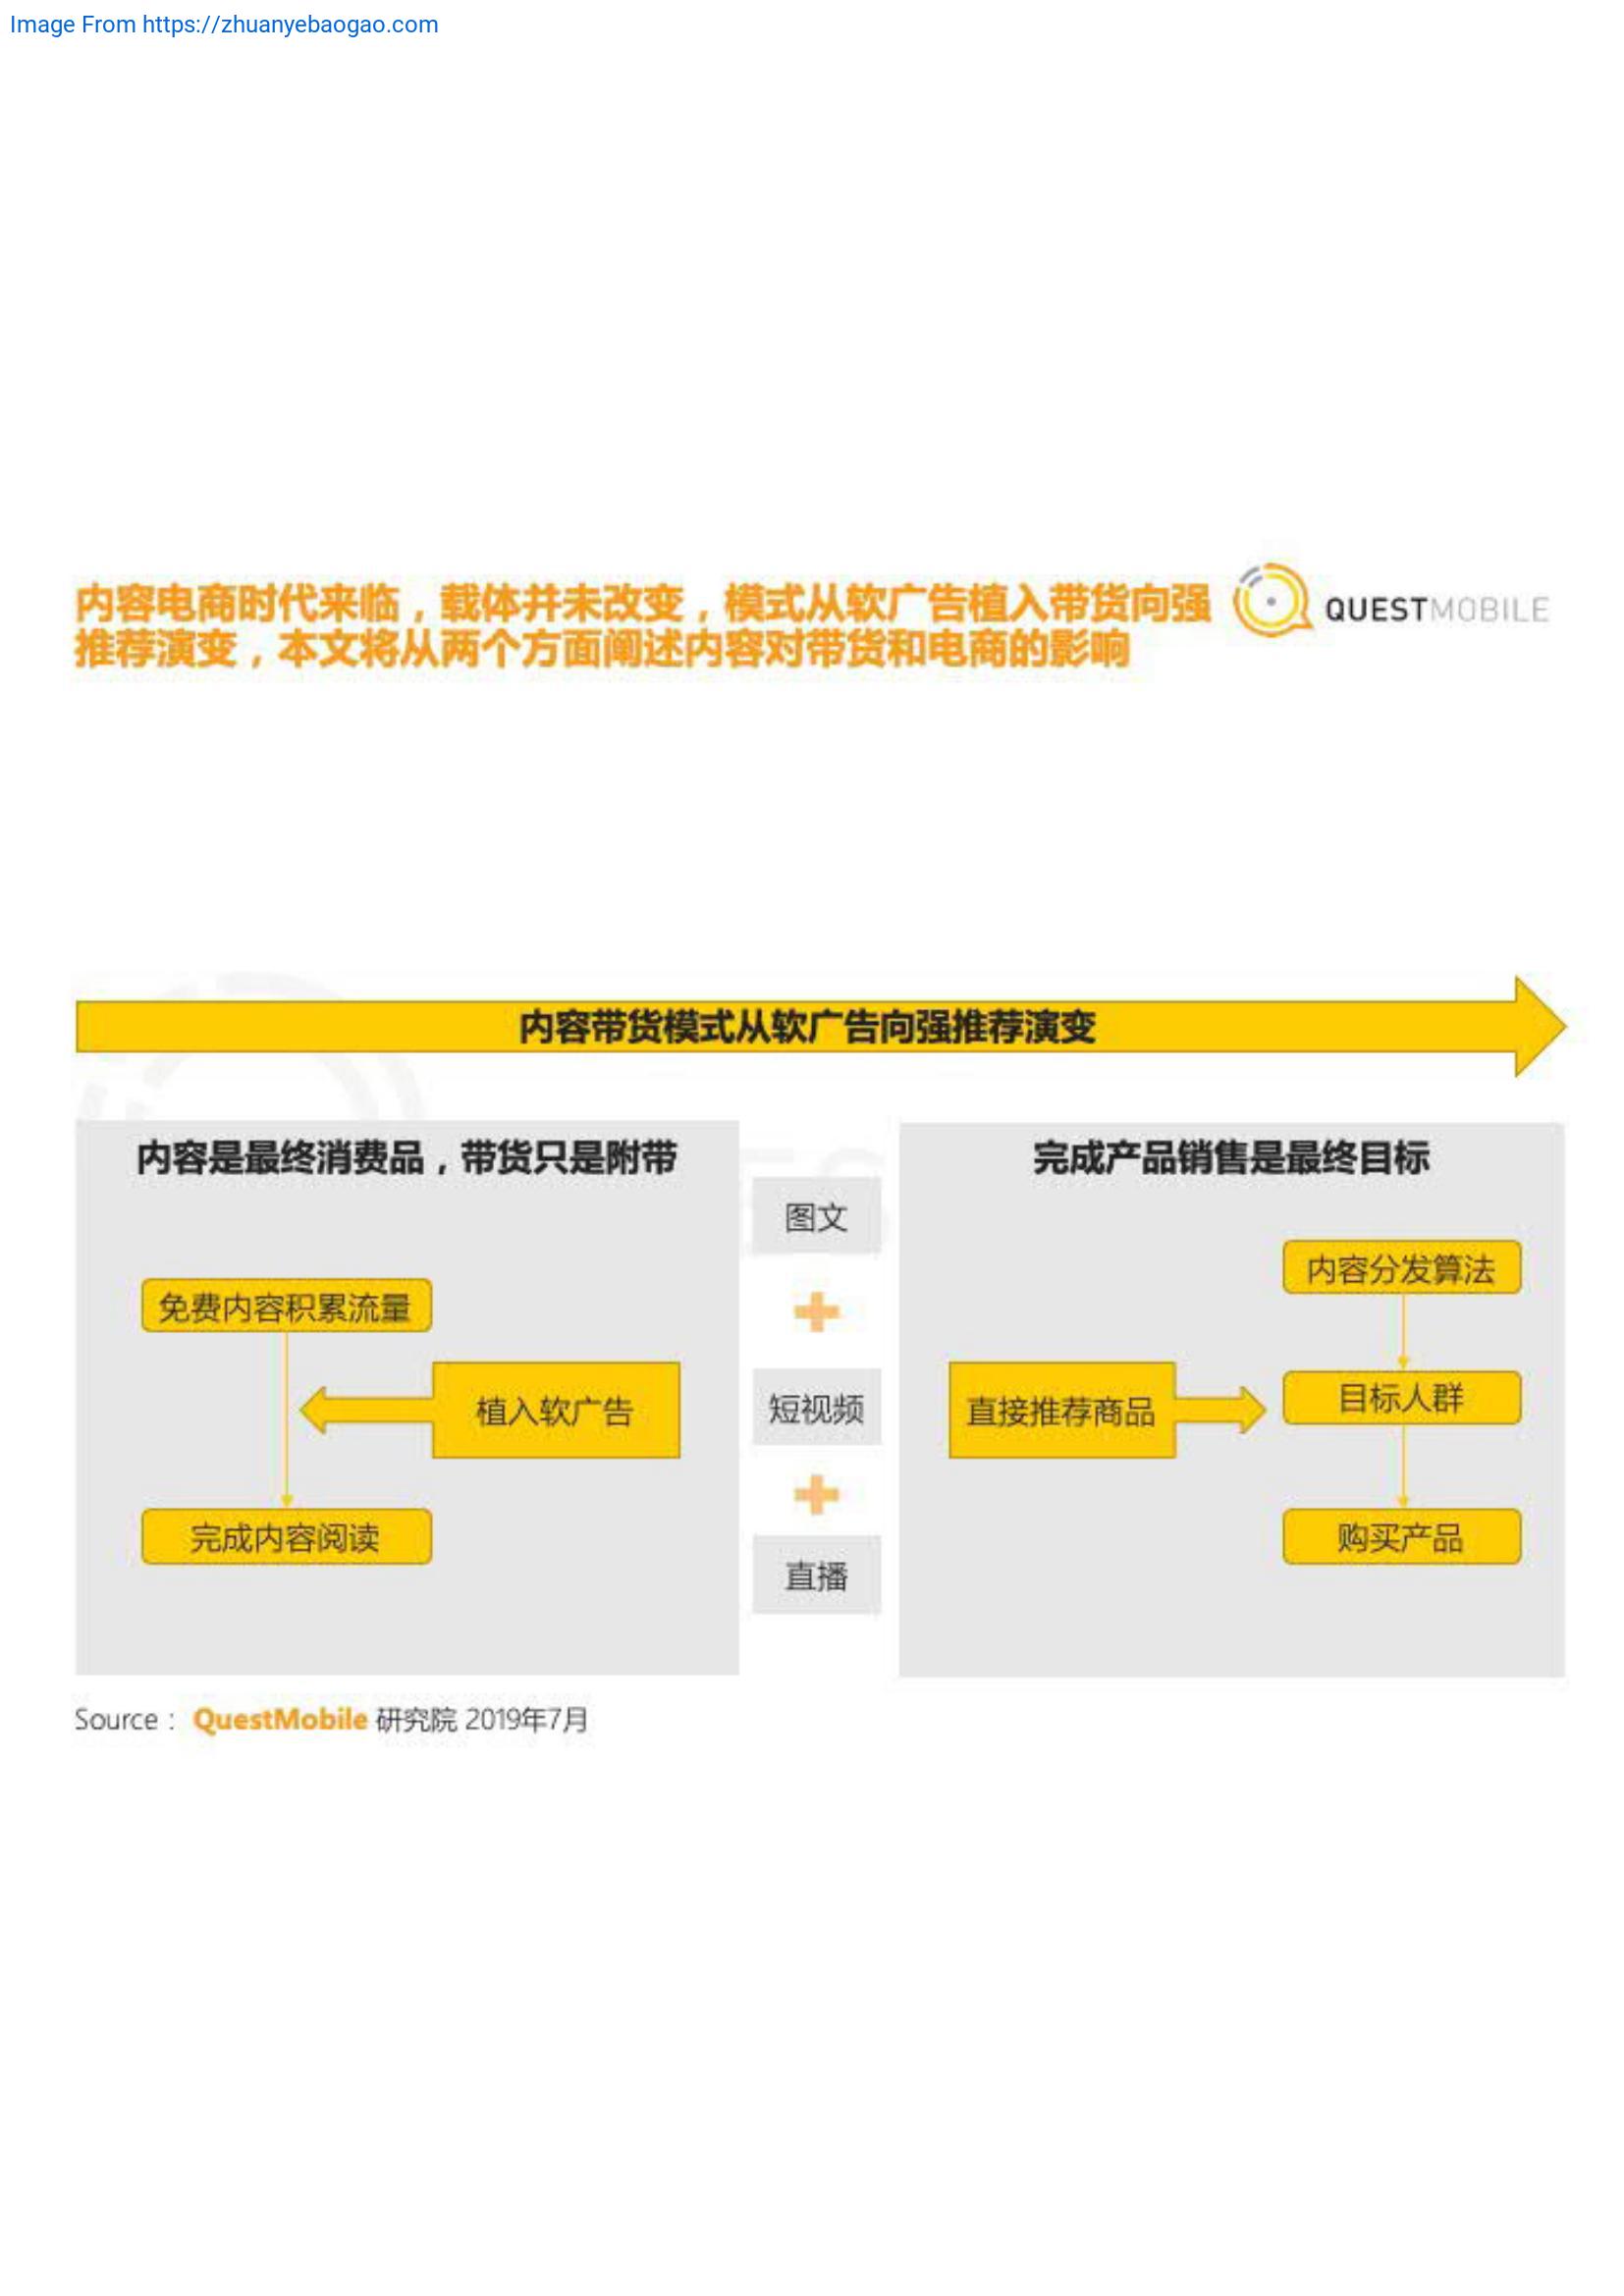 Image From https://zhuanyebaogao.com
内容电商时代来临，载体并未改变，模式从软广告植入带货向强
推荐演变，本文将从两个方面阐述内容对带货和电商的影响
QUESTMOBILE
内容带货模式从软广告向强推荐演变
内容是最终消费品，带货只是附带
免费内容积累流量
植入软广告
完成内容阅读
图文
短视频
直播
完成产品销售是最终目标
内容分发算法
直接推荐商品
目标人群
购买产品
Source： QuestMobile 研究院 2019年7月